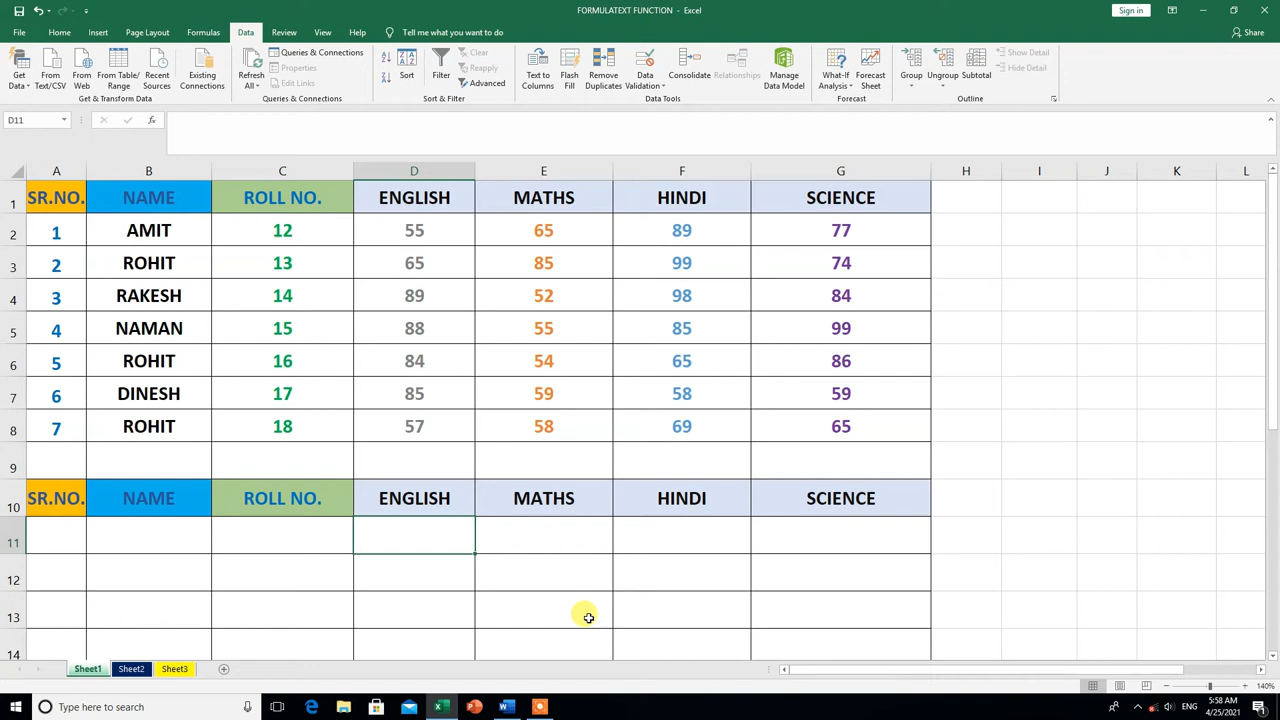 FORMULATEXT FUNCTION - Excel
Sign in
File Home Insert Page Layout Formulas Data Review View Help Tell me what you want to do Share
Get Data From Text/CSV From Web From Table/Range Recent Sources Existing Connections
Get & Transform Data
Refresh All Queries & Connections Properties Edit Links
Queries & Connections
Sort Filter Clear Reapply Advanced
Sort & Filter
Text to Columns Flash Fill Remove Duplicates Data Validation Consolidate Relationships Manage Data Model
Data Tools
What-If Analysis Forecast Sheet
Forecast
Group Ungroup Subtotal Show Detail Hide Detail
Outline
D11 fx
A B C D E F G H I J K L
1 SR.NO. NAME ROLL NO. ENGLISH MATHS HINDI SCIENCE
2 1 AMIT 12 55 65 89 77
3 2 ROHIT 13 65 85 99 74
4 3 RAKESH 14 89 52 98 84
5 4 NAMAN 15 88 55 85 99
6 5 ROHIT 16 84 54 65 86
7 6 DINESH 17 85 59 58 59
8 7 ROHIT 18 57 58 69 65
9
10 SR.NO. NAME ROLL NO. ENGLISH MATHS HINDI SCIENCE
11
12
13
14
Sheet1 Sheet2 Sheet3
140%
Type here to search
ENG
5:58 AM
4/25/2021
1